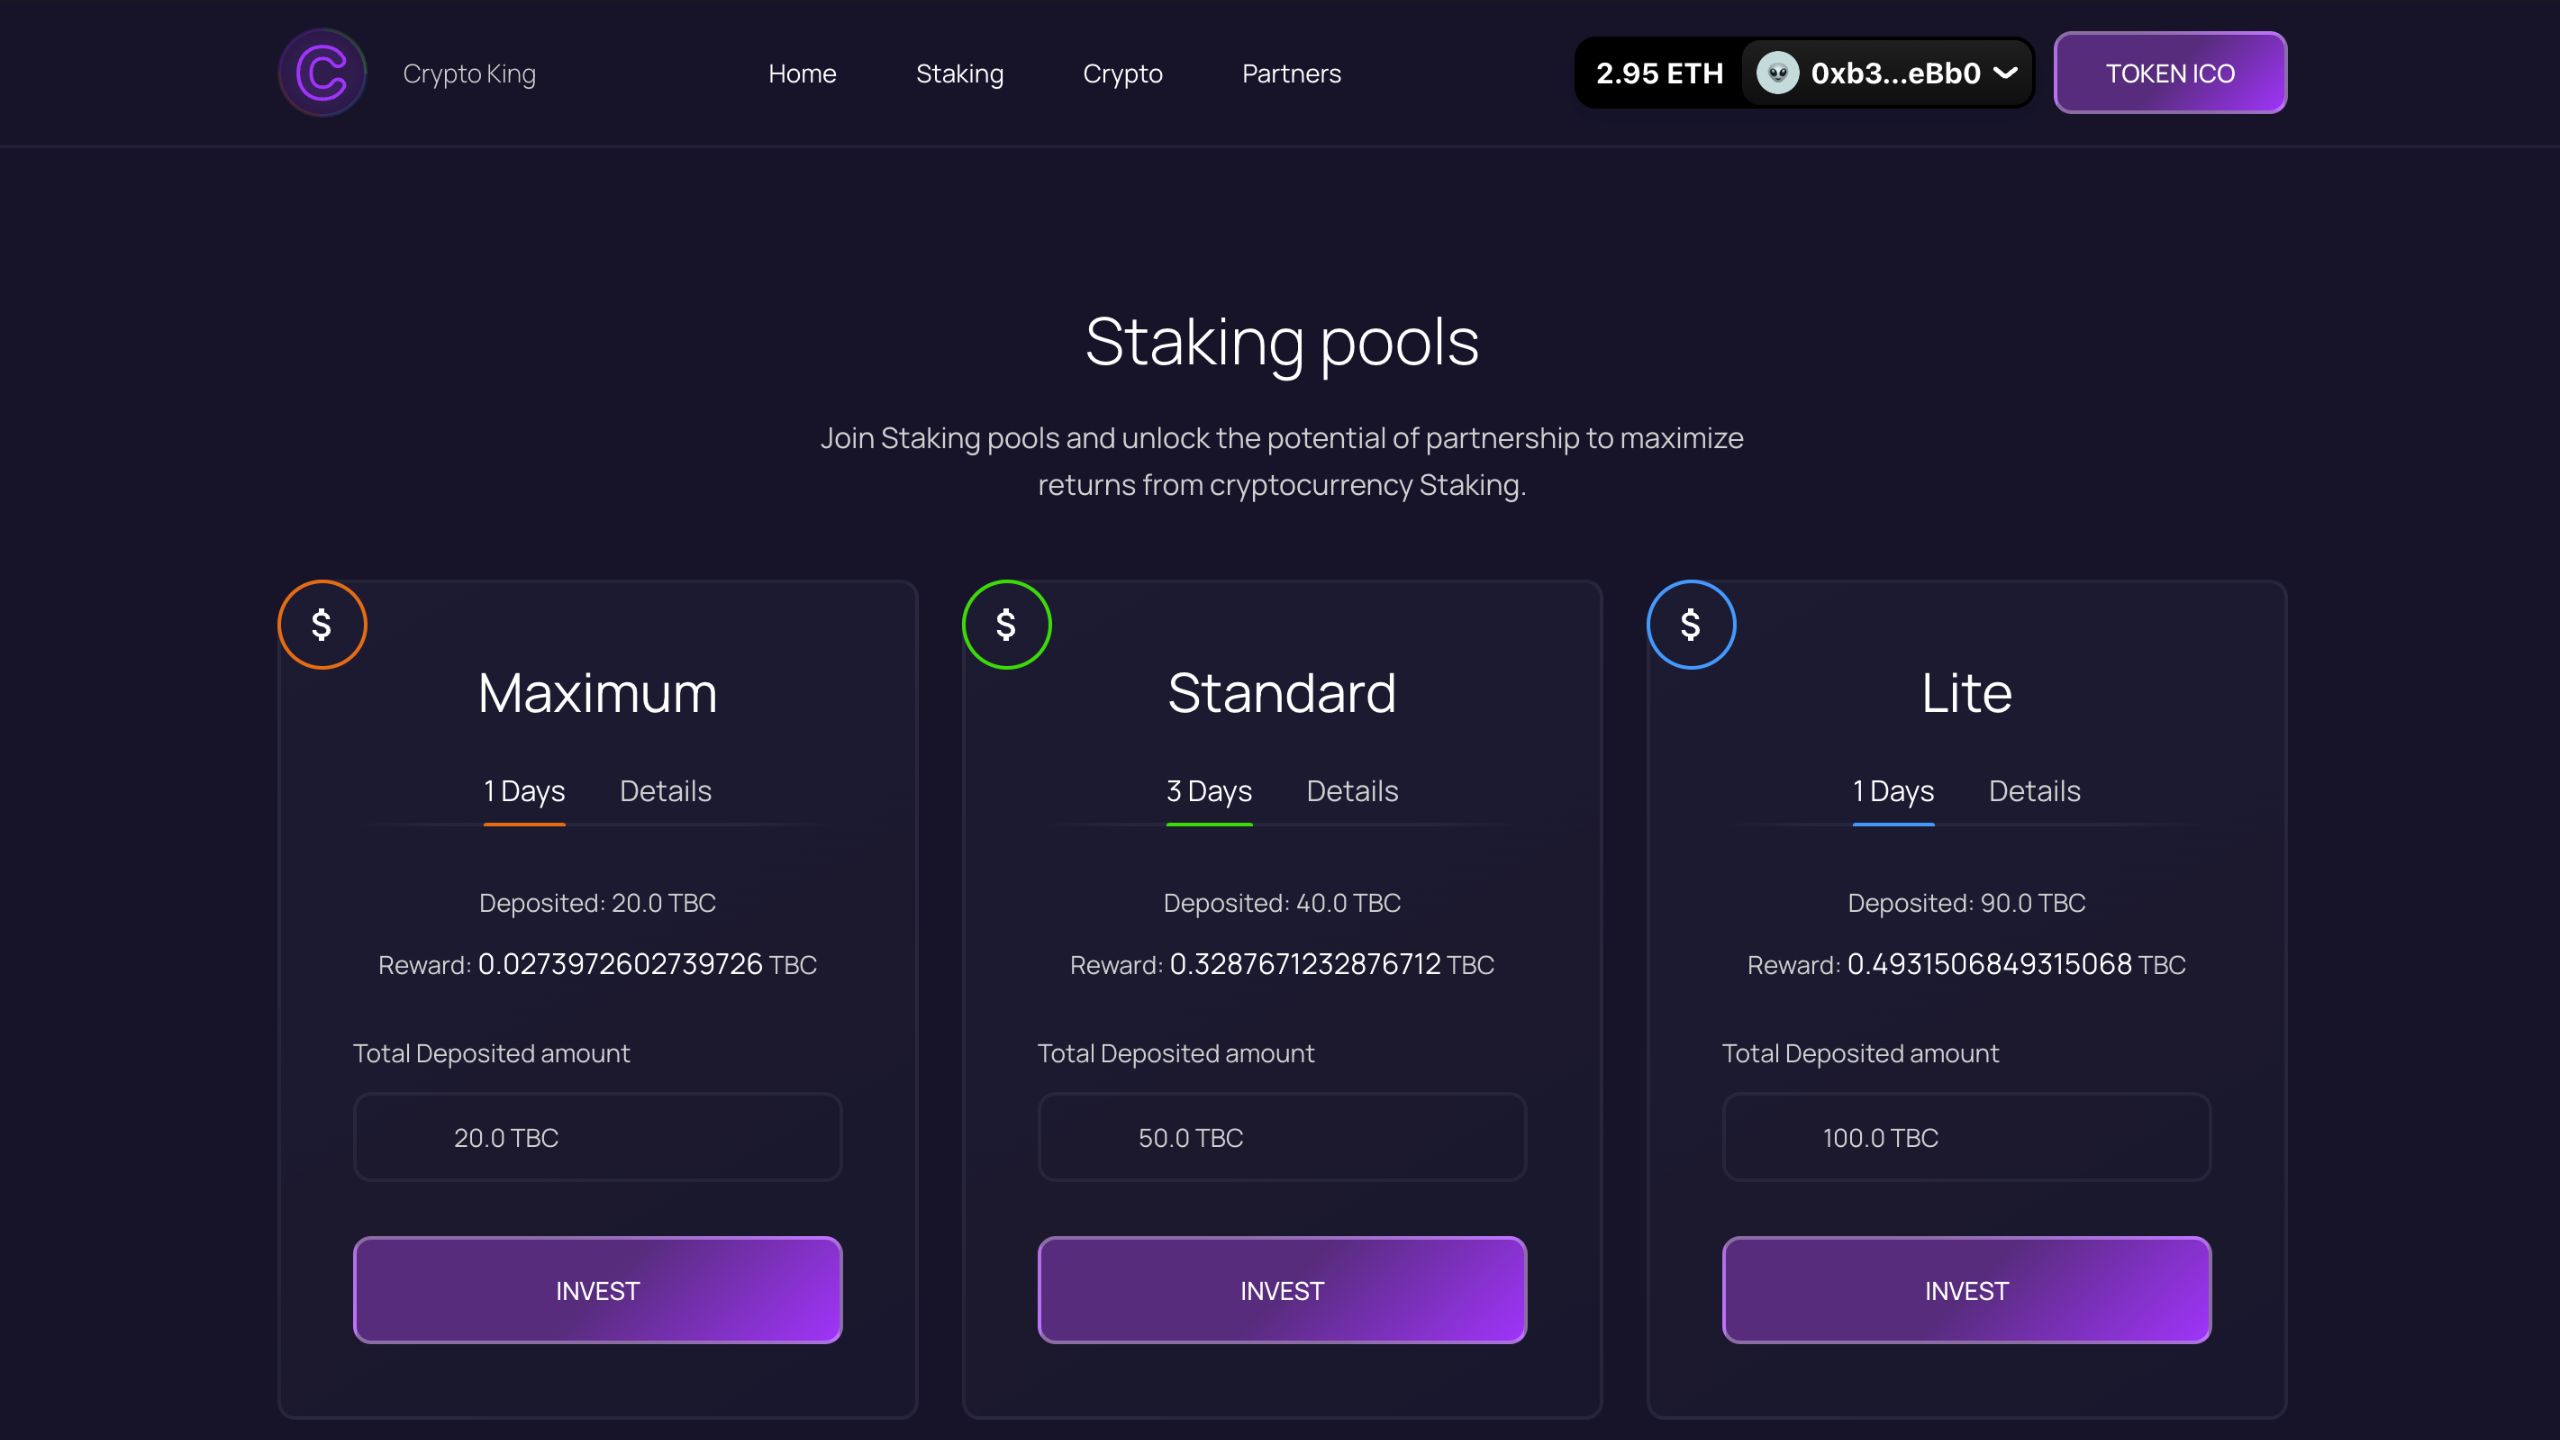 Crypto King
Home
Staking
Crypto
Partners
2.95 ETH
0xb3...eBb0
TOKEN ICO
Staking pools
Join Staking pools and unlock the potential of partnership to maximize
returns from cryptocurrency Staking.
$
Maximum
1 Days
Details
Deposited: 20.0 TBC
Reward: 0.0273972602739726 TBC
Total Deposited amount
20.0 TBC
INVEST
$
Standard
3 Days
Details
Deposited: 40.0 TBC
Reward: 0.3287671232876712 TBC
Total Deposited amount
50.0 TBC
INVEST
$
Lite
1 Days
Details
Deposited: 90.0 TBC
Reward: 0.4931506849315068 TBC
Total Deposited amount
100.0 TBC
INVEST